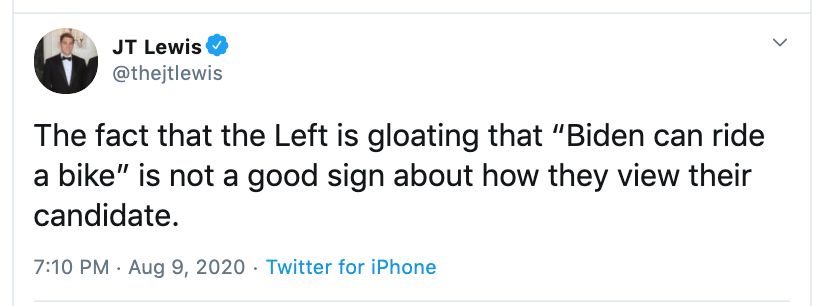 JT Lewis
@thejtlewis
The fact that the Left is gloating that “Biden can ride
a bike” is not a good sign about how they view their
candidate.
7:10 PM · Aug 9, 2020 · Twitter for iPhone